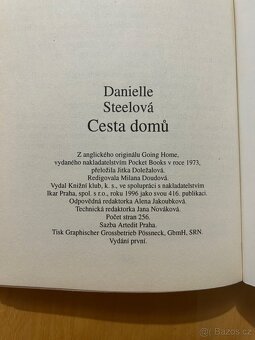 Danielle
Steelová
Cesta domů
Z anglického originálu Going Home,
vydaného nakladatelstvím Pocket Books v roce 1973,
přeložila Jitka Doležalová.
Redigovala Milana Doudová.
Vydal Knižní klub, k. s., ve spolupráci s nakladatelstvím
Ikar Praha, spol. s r.o., roku 1996 jako svou 416. publikaci.
Odpovědná redaktorka Alena Jakoubková.
Technická redaktorka Jana Nováková.
Počet stran 256.
Sazba Artedit Praha.
Tisk Graphischer Grossbetrieb Pössneck, GbmH, SRN.
Vydání první.
Bazoš.cz